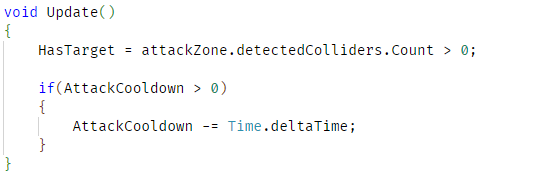 void Update()
{
    HasTarget = attackZone.detectedColliders.Count > 0;
    if(AttackCooldown > 0)
    {
        AttackCooldown -= Time.deltaTime;
    }
}